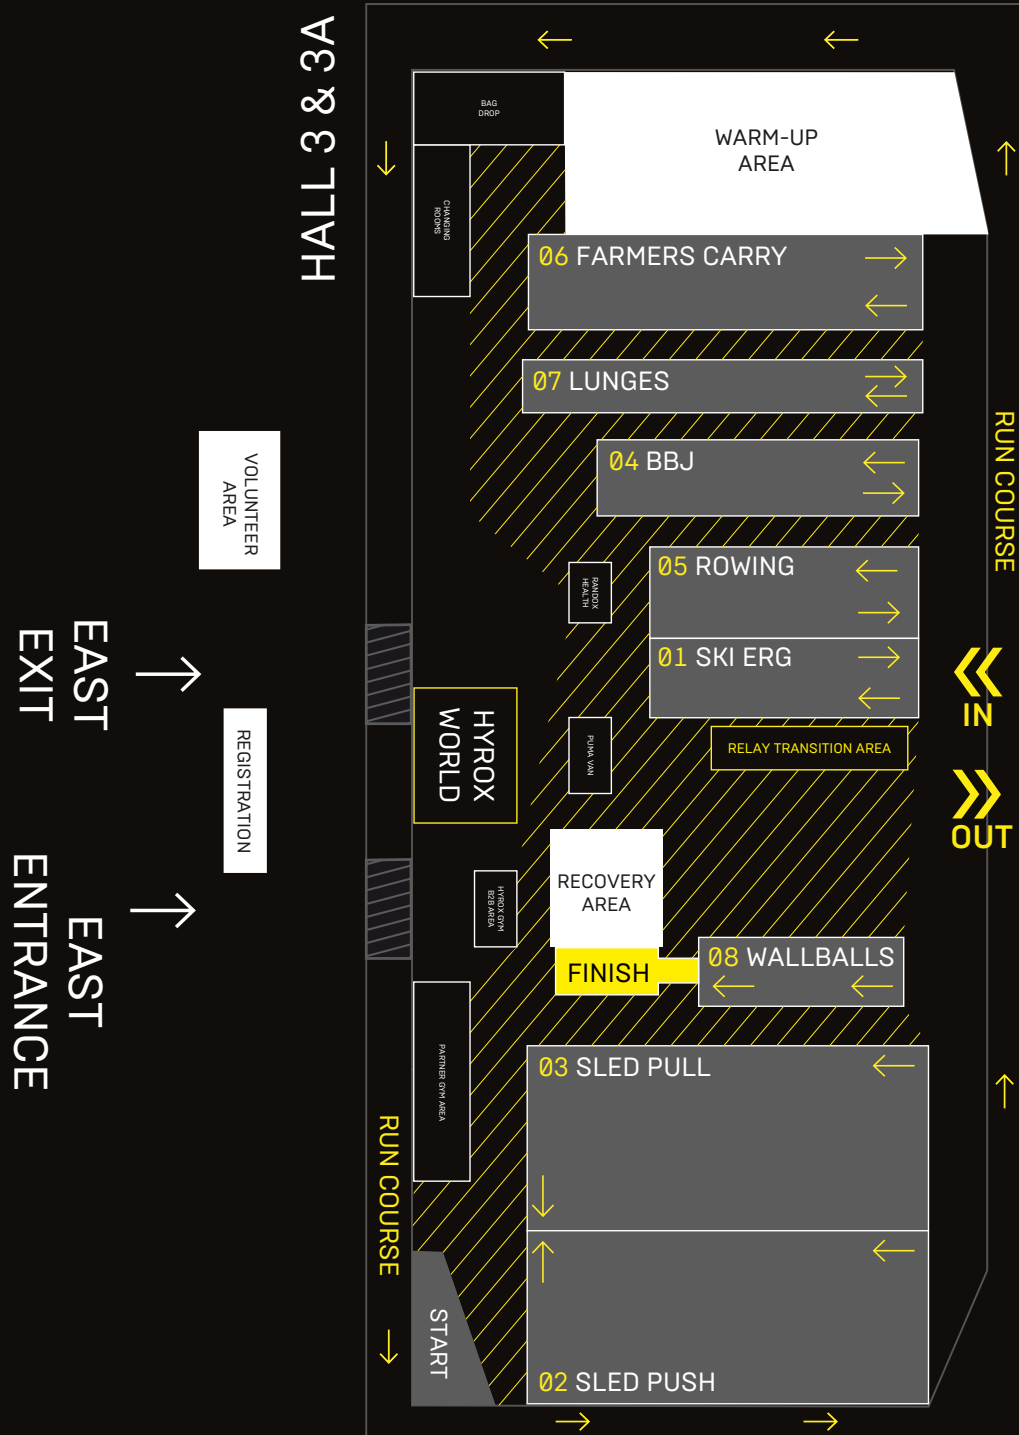 HALL 3 & 3A
BAG
DROP
WARM-UP
AREA
CHANGING
ROOMS
06 FARMERS CARRY
07 LUNGES
04 BBJ
RUN COURSE
VOLUNTEER
AREA
05 ROWING
RANDOX
HEALTH
01 SKI ERG
EAST
EXIT
IN
HYROX
WORLD
REGISTRATION
PUMA VAN
RELAY TRANSITION AREA
OUT
RECOVERY
AREA
HYROX GYM
B2B AREA
EAST
ENTRANCE
FINISH
08 WALLBALLS
PARTNER GYM AREA
03 SLED PULL
RUN COURSE
START
02 SLED PUSH